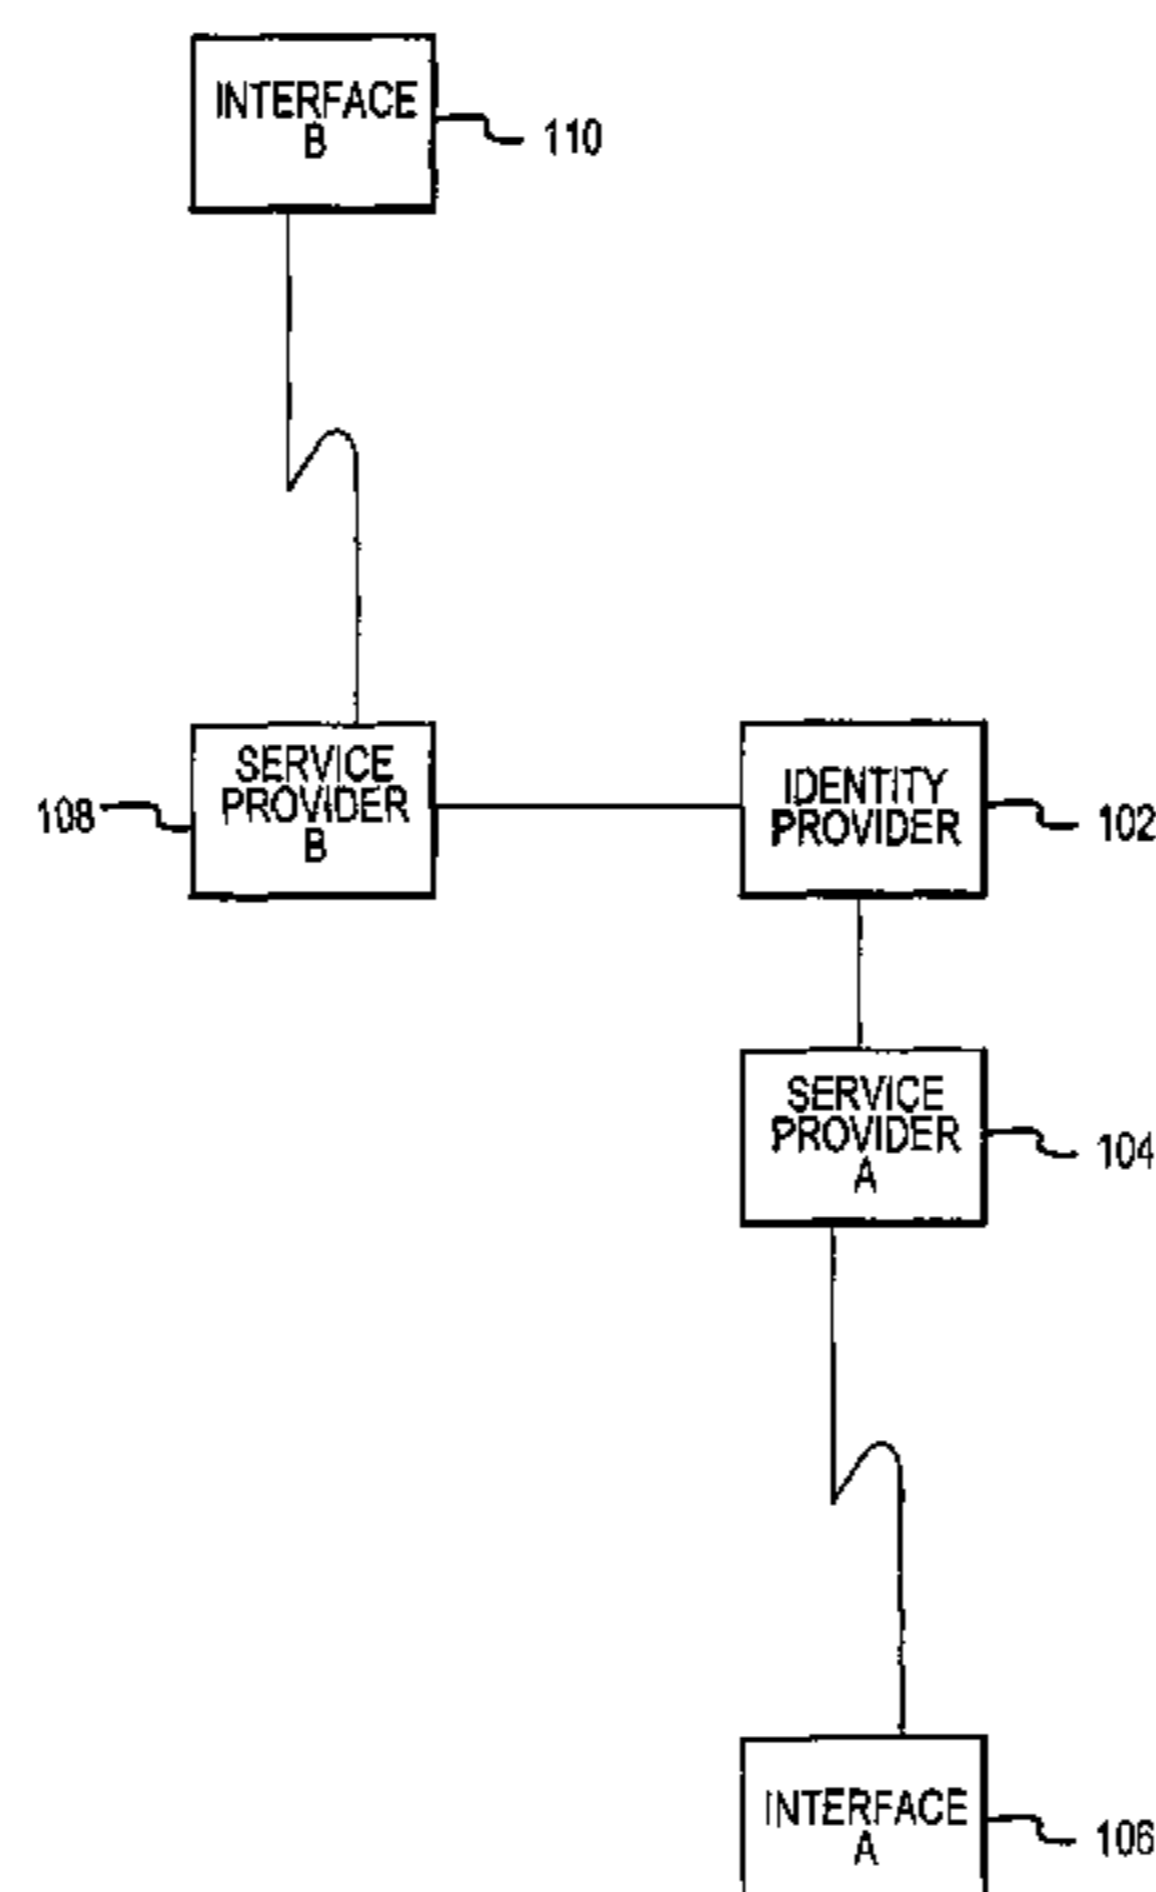 INTERFACE
B
110
SERVICE
PROVIDER
B
108
IDENTITY
PROVIDER
102
SERVICE
PROVIDER
A
104
INTERFACE
A
106